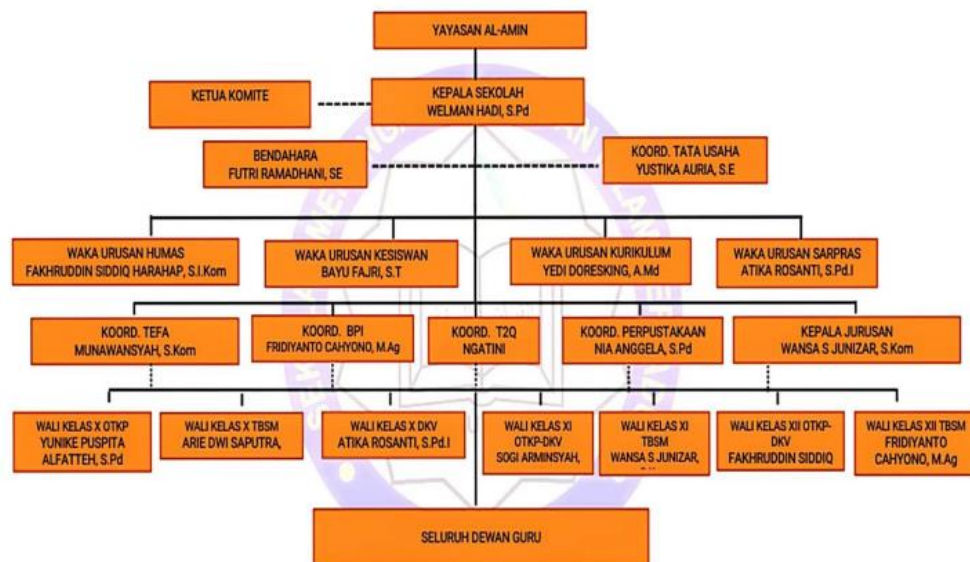 YAYASAN AL-AMIN
KETUA KOMITE
KEPALA SEKOLAH
WELMAN HADI, S.Pd
BENDAHARA
FUTRI RAMADHANI, SE
KOORD. TATA USAHA
YUSTIKA AURIA, S.E
WAKA URUSAN HUMAS
FAKHRUDDIN SIDDIQ HARAHAP, S.I.Kom
WAKA URUSAN KESISWAN
BAYU FAJRI, S.T
WAKA URUSAN KURIKULUM
YEDI DORESKING, A.Md
WAKA URUSAN SARPRAS
ATIKA ROSANTI, S.Pd.I
KOORD. TEFA
MUNAWANSYAH, S.Kom
KOORD. BPI
FRIDIYANTO CAHYONO, M.Ag
KOORD. T2Q
NGATINI
KOORD. PERPUSTAKAAN
NIA ANGGELA, S.Pd
KEPALA JURUSAN
WANSA S JUNIZAR, S.Kom
WALI KELAS X OTKP
YUNIKE PUSPITA
ALFATTEH, S.Pd
WALI KELAS X TBSM
ARIE DWI SAPUTRA,
WALI KELAS X DKV
ATIKA ROSANTI, S.Pd.I
WALI KELAS XI
OTKP-DKV
SOGI ARMINSYAH,
WALI KELAS XI
TBSM
WANSA S JUNIZAR,
WALI KELAS XII OTKP-
DKV
FAKHRUDDIN SIDDIQ
WALI KELAS XII TBSM
FRIDIYANTO
CAHYONO, M.Ag
SELURUH DEWAN GURU